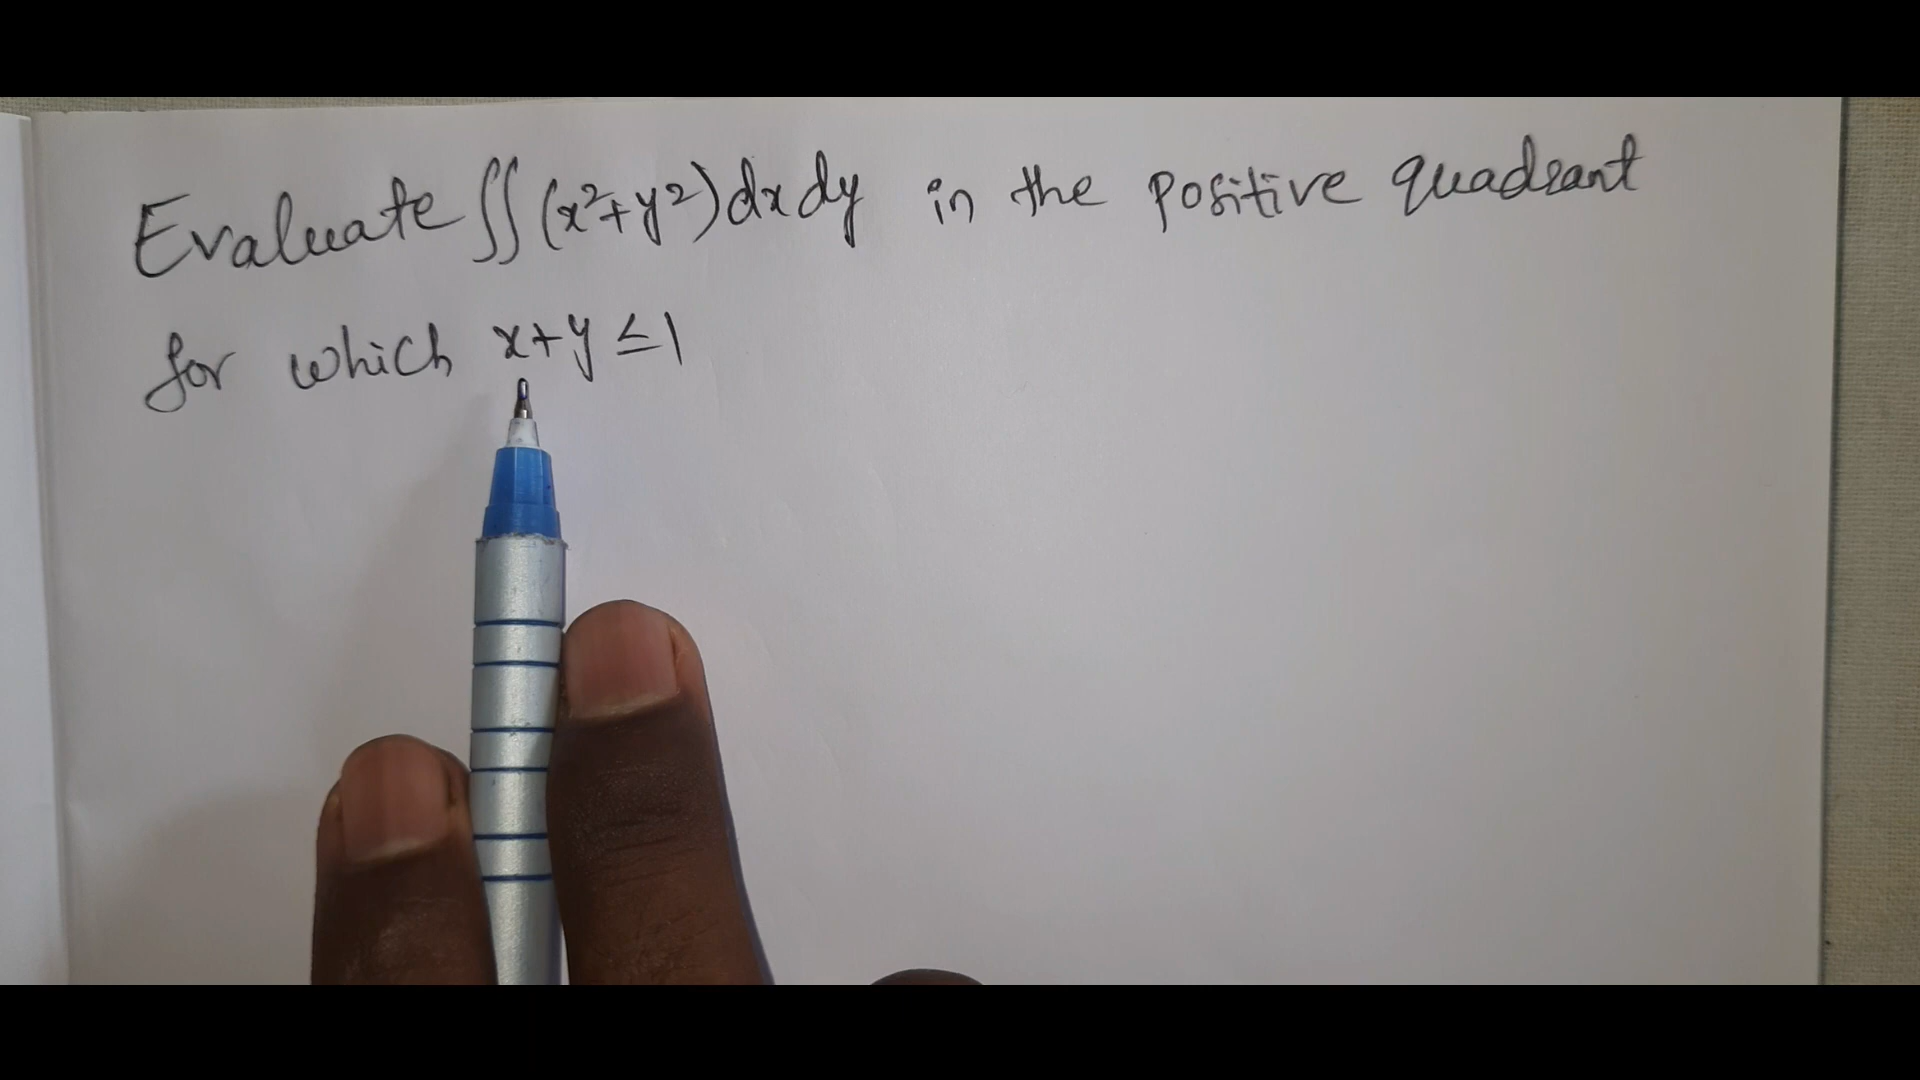 Evaluate ∬(x²+y²)dxdy in the positive quadrant
for which x+y ≤1